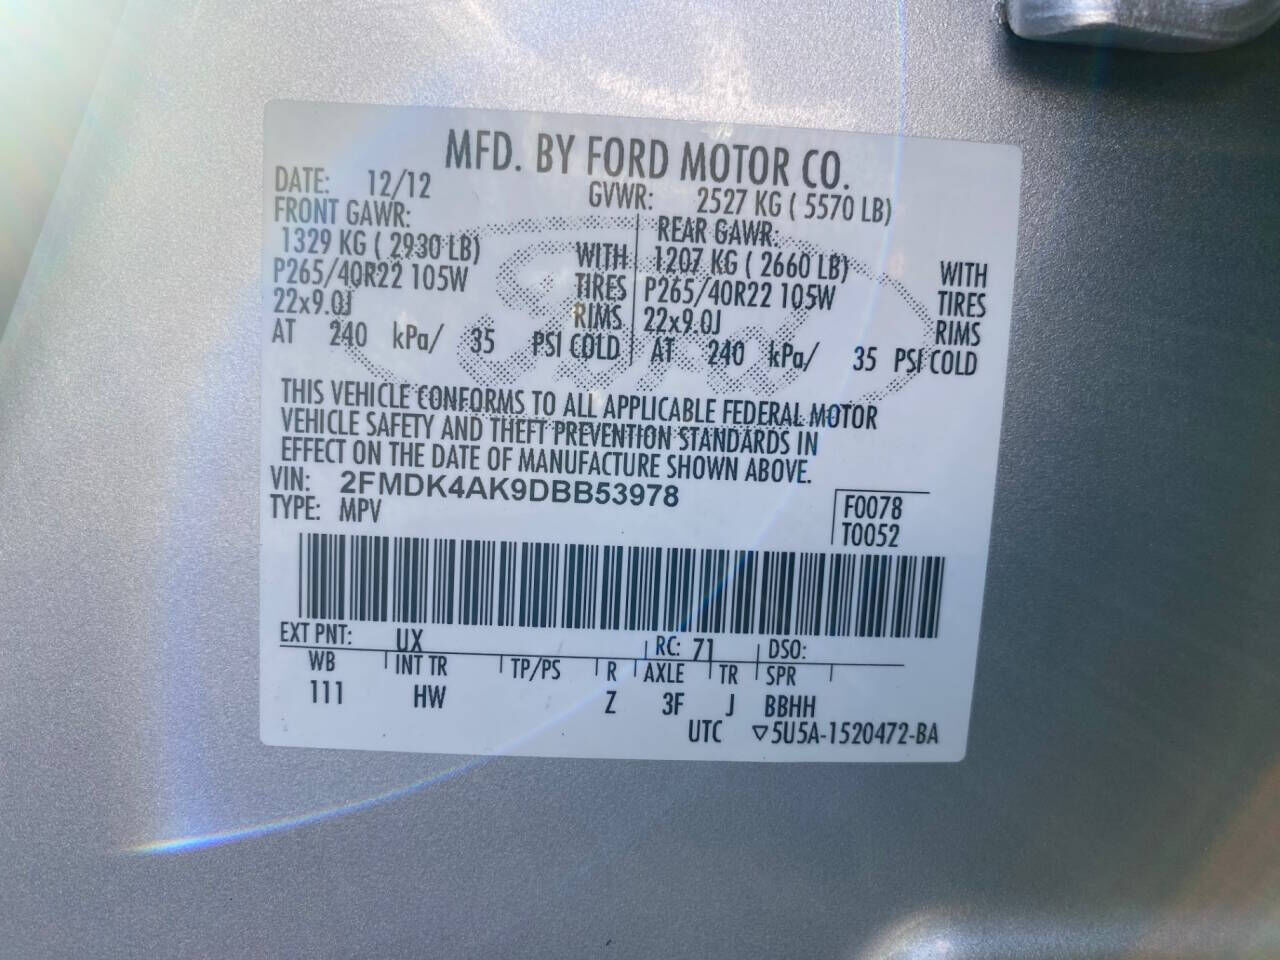 MFD. BY FORD MOTOR CO.
DATE: 12/12 GVWR: 2527 KG ( 5570 LB)
FRONT GAWR: REAR GAWR:
1329 KG ( 2930 LB) WITH 1207 KG ( 2660 LB) WITH
P265/40R22 105W TIRES P265/40R22 105W TIRES
22x9.0J RIMS 22x9.0J RIMS
AT 240 kPa/ 35 PSI COLD AT 240 kPa/ 35 PSI COLD
THIS VEHICLE CONFORMS TO ALL APPLICABLE FEDERAL MOTOR
VEHICLE SAFETY AND THEFT PREVENTION STANDARDS IN
EFFECT ON THE DATE OF MANUFACTURE SHOWN ABOVE.
VIN: 2FMDK4AK9DBB53978
TYPE: MPV
F0078
T0052
EXT PNT: UX RC: 71 DSO:
WB INT TR TP/PS R AXLE TR SPR
111 HW Z 3F J BBHH
UTC ▽5U5A-1520472-BA